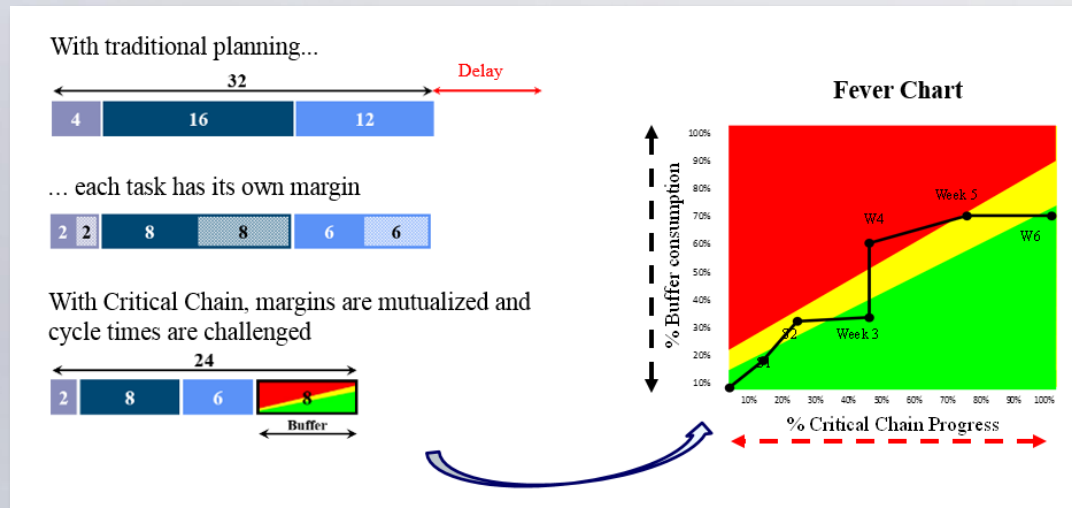 With traditional planning...
32
Delay
4
16
12
... each task has its own margin
2
2
8
8
6
6
With Critical Chain, margins are mutualized and
cycle times are challenged
24
2
8
6
8
Buffer
Fever Chart
% Buffer consumption
100%
90%
80%
70%
60%
50%
40%
30%
20%
10%
Week 5
W4
W6
S2
Week 3
S1
10% 20% 30% 40% 50% 60% 70% 80% 90% 100%
% Critical Chain Progress